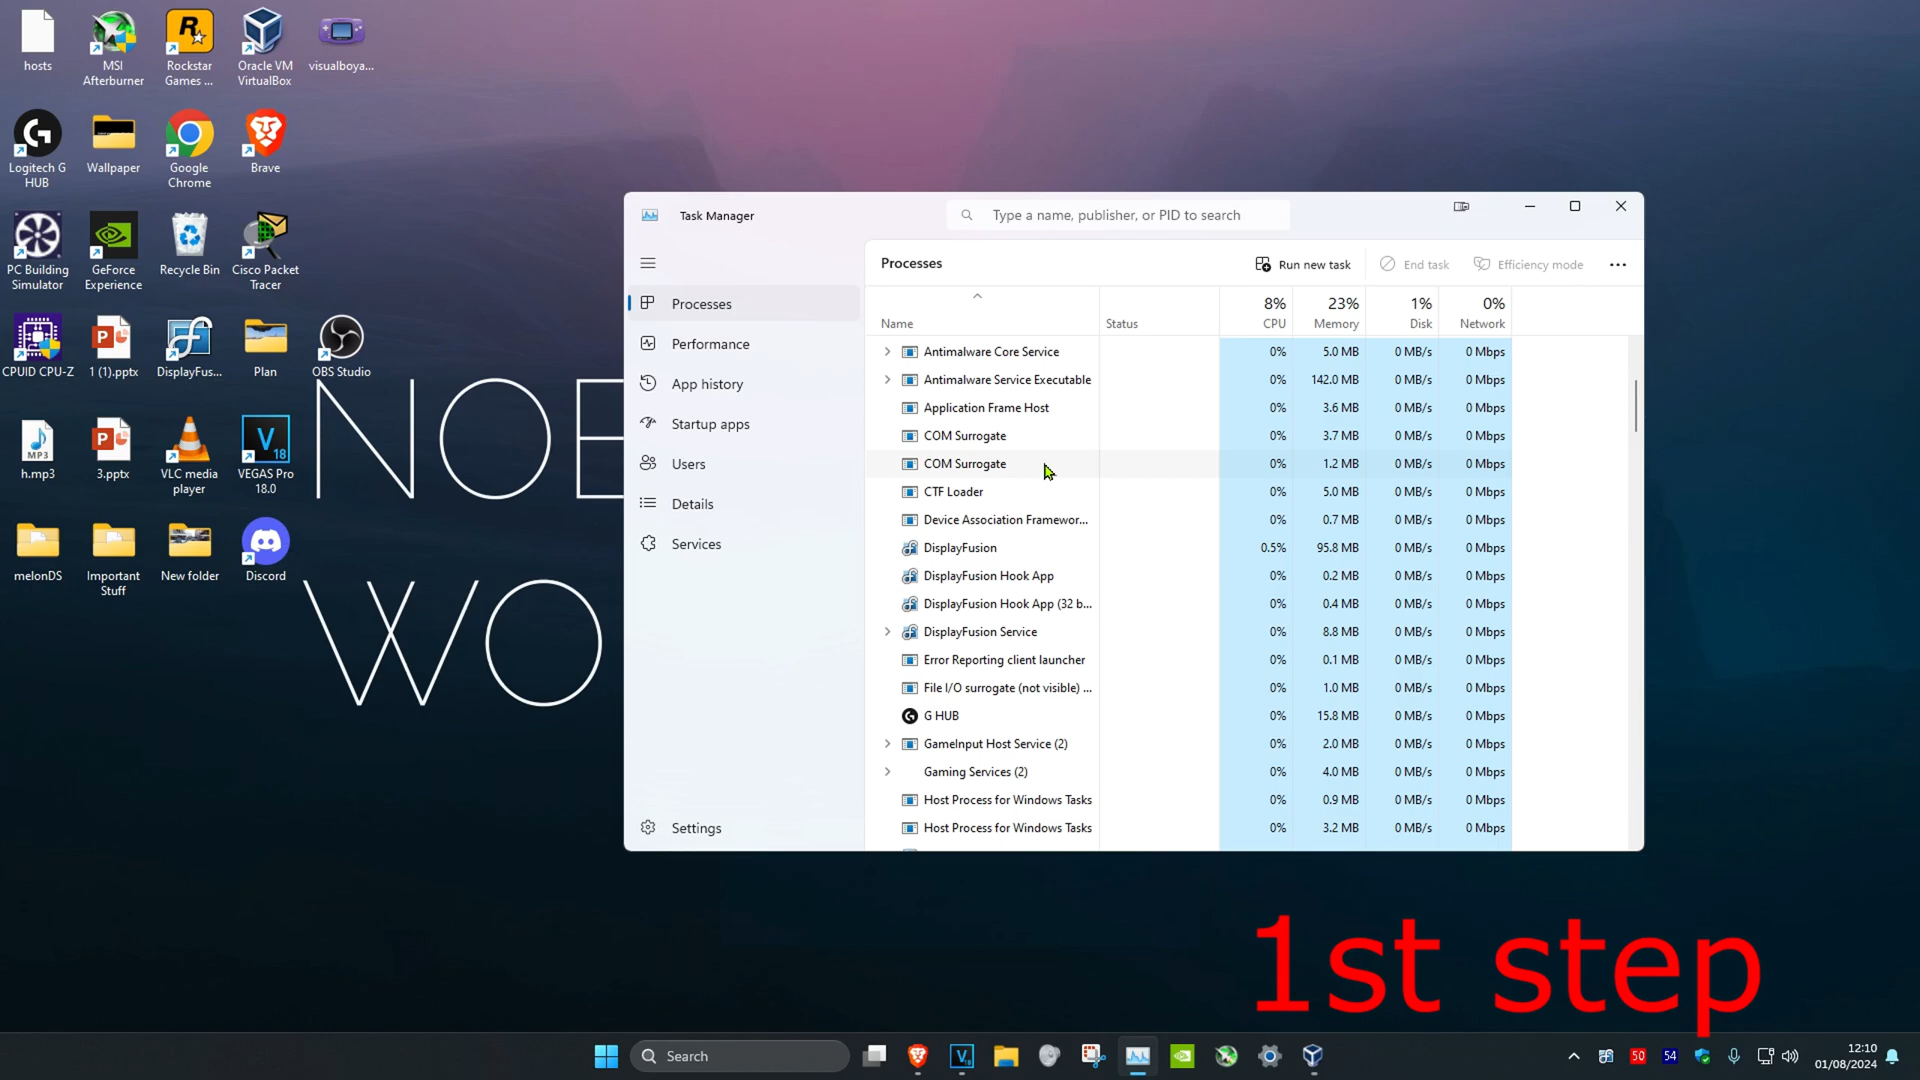 hosts
MSI
Afterburner
Rockstar
Games ...
Oracle VM
VirtualBox
visualboya...
Logitech G
HUB
Wallpaper
Google
Chrome
Brave
PC Building
Simulator
GeForce
Experience
Recycle Bin
Cisco Packet
Tracer
CPUID CPU-Z
1 (1).pptx
DisplayFus...
Plan
OBS Studio
h.mp3
3.pptx
VLC media
player
VEGAS Pro
18.0
melonDS
Important
Stuff
New folder
Discord
NOE
WO
Task Manager
Type a name, publisher, or PID to search
Processes
Performance
App history
Startup apps
Users
Details
Services
Settings
Processes
Run new task
End task
Efficiency mode
8% 23% 1% 0%
Name Status CPU Memory Disk Network
Antimalware Core Service 0% 5.0 MB 0 MB/s 0 Mbps
Antimalware Service Executable 0% 142.0 MB 0 MB/s 0 Mbps
Application Frame Host 0% 3.6 MB 0 MB/s 0 Mbps
COM Surrogate 0% 3.7 MB 0 MB/s 0 Mbps
COM Surrogate 0% 1.2 MB 0 MB/s 0 Mbps
CTF Loader 0% 5.0 MB 0 MB/s 0 Mbps
Device Association Framewor... 0% 0.7 MB 0 MB/s 0 Mbps
DisplayFusion 0.5% 95.8 MB 0 MB/s 0 Mbps
DisplayFusion Hook App 0% 0.2 MB 0 MB/s 0 Mbps
DisplayFusion Hook App (32 b... 0% 0.4 MB 0 MB/s 0 Mbps
DisplayFusion Service 0% 8.8 MB 0 MB/s 0 Mbps
Error Reporting client launcher 0% 0.1 MB 0 MB/s 0 Mbps
File I/O surrogate (not visible) ... 0% 1.0 MB 0 MB/s 0 Mbps
G HUB 0% 15.8 MB 0 MB/s 0 Mbps
GameInput Host Service (2) 0% 2.0 MB 0 MB/s 0 Mbps
Gaming Services (2) 0% 4.0 MB 0 MB/s 0 Mbps
Host Process for Windows Tasks 0% 0.9 MB 0 MB/s 0 Mbps
Host Process for Windows Tasks 0% 3.2 MB 0 MB/s 0 Mbps
1st step
Search
50
54
12:10
01/08/2024